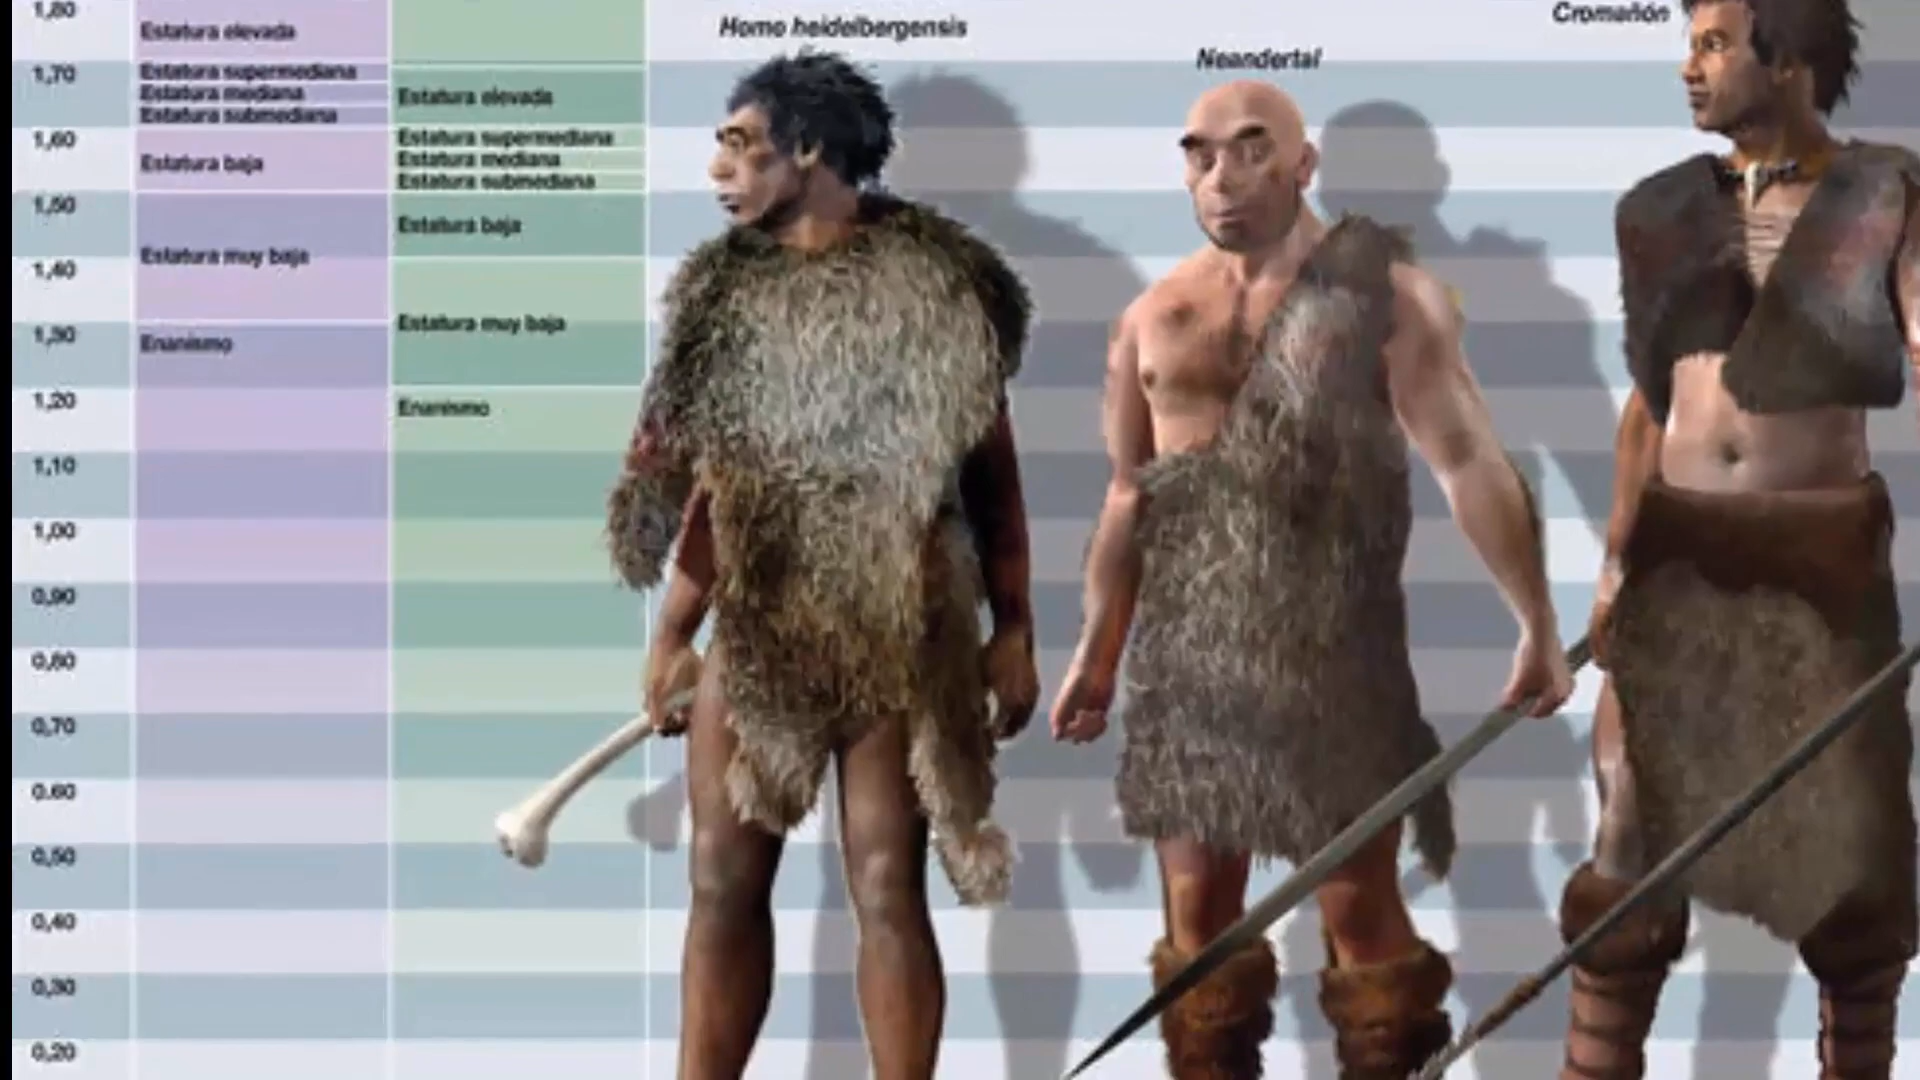 1,80
1,70
1,60
1,50
1,40
1,30
1,20
1,10
1,00
0,90
0,80
0,70
0.60
0,50
0,40
0,30
0,20
Estatura elevada
Estatura supermediana
Estatura mediana
Estatura submediana
Estatura baja
Estatura muy baja
Enanismo
Estatura elevada
Estatura supermediana
Estatura mediana
Estatura submediana
Estatura baja
Estatura muy baja
Enanismo
Homo heidelbergensis
Neandertal
Cromañón